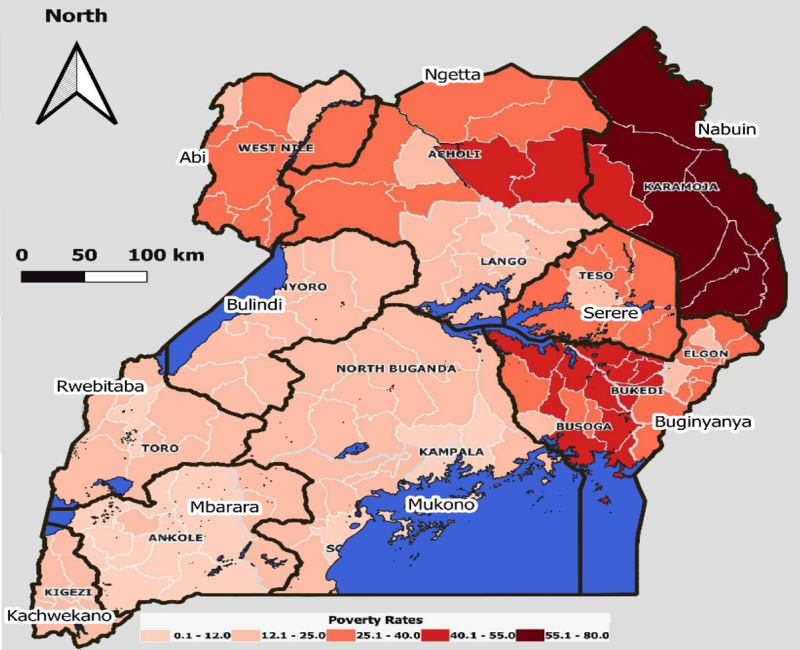 North
Ngetta
Nabuin
Abi
WEST NILE
ACHOLI
KARAMOJA
0 50 100 km
LANGO
TESO
NYORO
Bulindi
Serere
ELGON
Rwebitaba
NORTH BUGANDA
BUKEDI
Buginyanya
BUSOGA
TORO
KAMPALA
Mbarara
Mukono
ANKOLE
SO
KIGEZI
Kachwekano
Poverty Rates
0.1 - 12.0 12.1 - 25.0 25.1 - 40.0 40.1 - 55.0 55.1 - 80.0